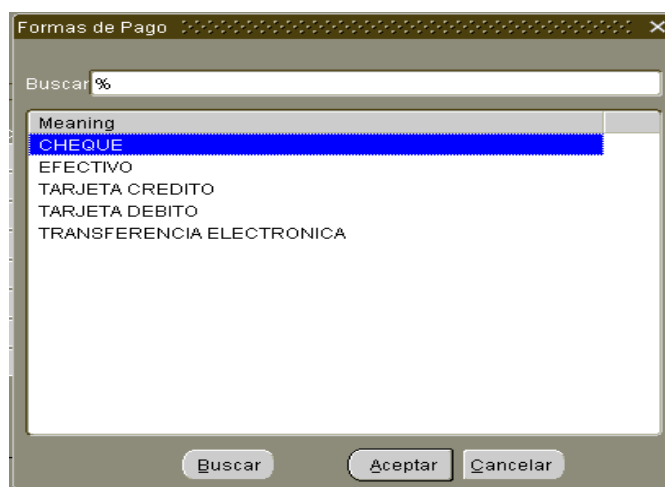 Formas de Pago
Buscar %
Meaning
CHEQUE
EFECTIVO
TARJETA CREDITO
TARJETA DEBITO
TRANSFERENCIA ELECTRONICA
Buscar Aceptar Cancelar